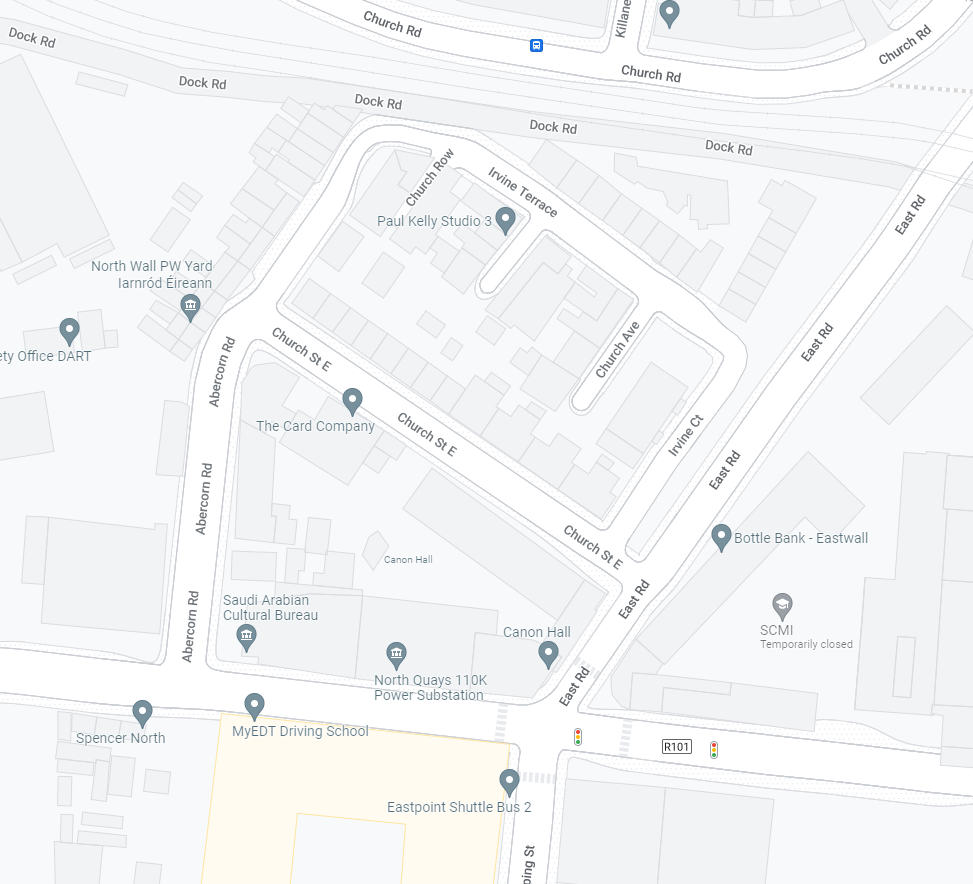 Church Rd
Killane
Dock Rd
Church Rd
Church Rd
Dock Rd
Dock Rd
Dock Rd
Dock Rd
Church Row
Irvine Terrace
East Rd
Paul Kelly Studio 3
North Wall PW Yard
Iarnród Éireann
ety Office DART
Abercorn Rd
Church St E
Church Ave
East Rd
The Card Company
Church St E
Irvine Ct
East Rd
Abercorn Rd
Church St E
Bottle Bank - Eastwall
Canon Hall
East Rd
Abercorn Rd
Saudi Arabian
Cultural Bureau
SCMI
Temporarily closed
Canon Hall
North Quays 110K
Power Substation
East Rd
Spencer North
MyEDT Driving School
R101
Eastpoint Shuttle Bus 2
ping St